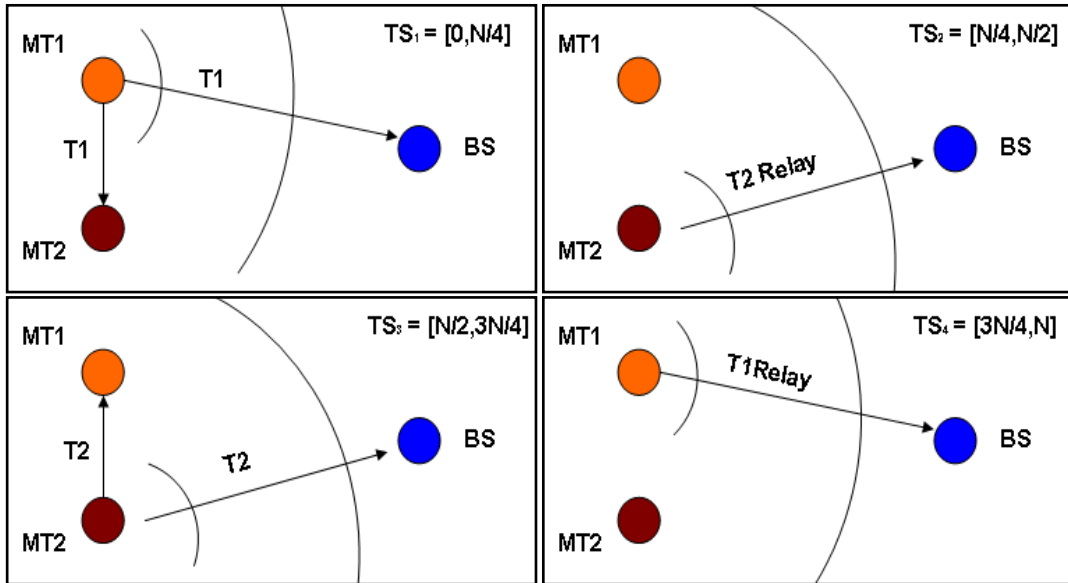 MT1
TS₁ = [0,N/4]
T1
T1
BS
MT2
MT1
TS₂ = [N/4,N/2]
BS
T2 Relay
MT2
MT1
TS₃ = [N/2,3N/4]
BS
T2
T2
MT2
MT1
TS₄ = [3N/4,N]
T1Relay
BS
MT2